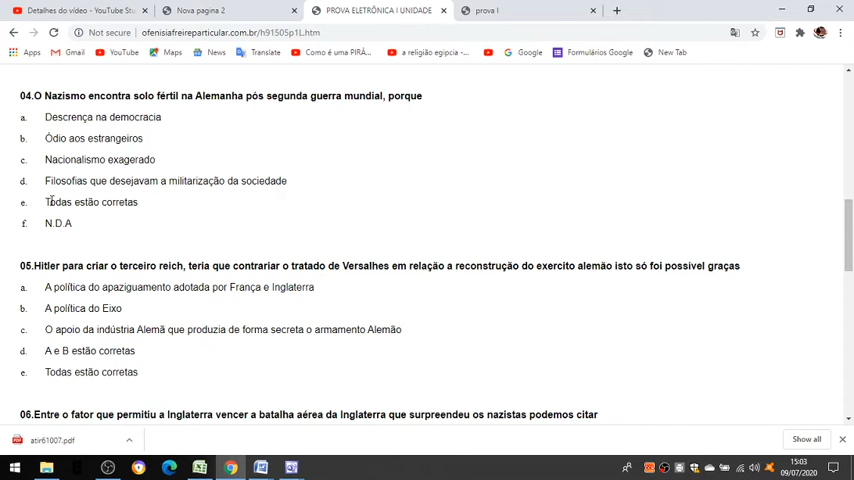 Detalhes do vídeo - YouTube Stu
Nova pagina 2
PROVA ELETRÔNICA I UNIDADE
prova I
Not secure | ofenisiafreireparticular.com.br/h91505p1L.htm
Apps
Gmail
YouTube
Maps
News
Translate
Como é uma PIRÂ...
a religião egipcia -...
Google
Formulários Google
New Tab
04.O Nazismo encontra solo fértil na Alemanha pós segunda guerra mundial, porque
a. Descrença na democracia
b. Ódio aos estrangeiros
c. Nacionalismo exagerado
d. Filosofias que desejavam a militarização da sociedade
e. Todas estão corretas
f. N.D.A
05.Hitler para criar o terceiro reich, teria que contrariar o tratado de Versalhes em relação a reconstrução do exercito alemão isto só foi possível graças
a. A política do apaziguamento adotada por França e Inglaterra
b. A política do Eixo
c. O apoio da indústria Alemã que produzia de forma secreta o armamento Alemão
d. A e B estão corretas
e. Todas estão corretas
06.Entre o fator que permitiu a Inglaterra vencer a batalha aérea da Inglaterra que surpreendeu os nazistas podemos citar
atir61007.pdf
Show all
15:03
09/07/2020